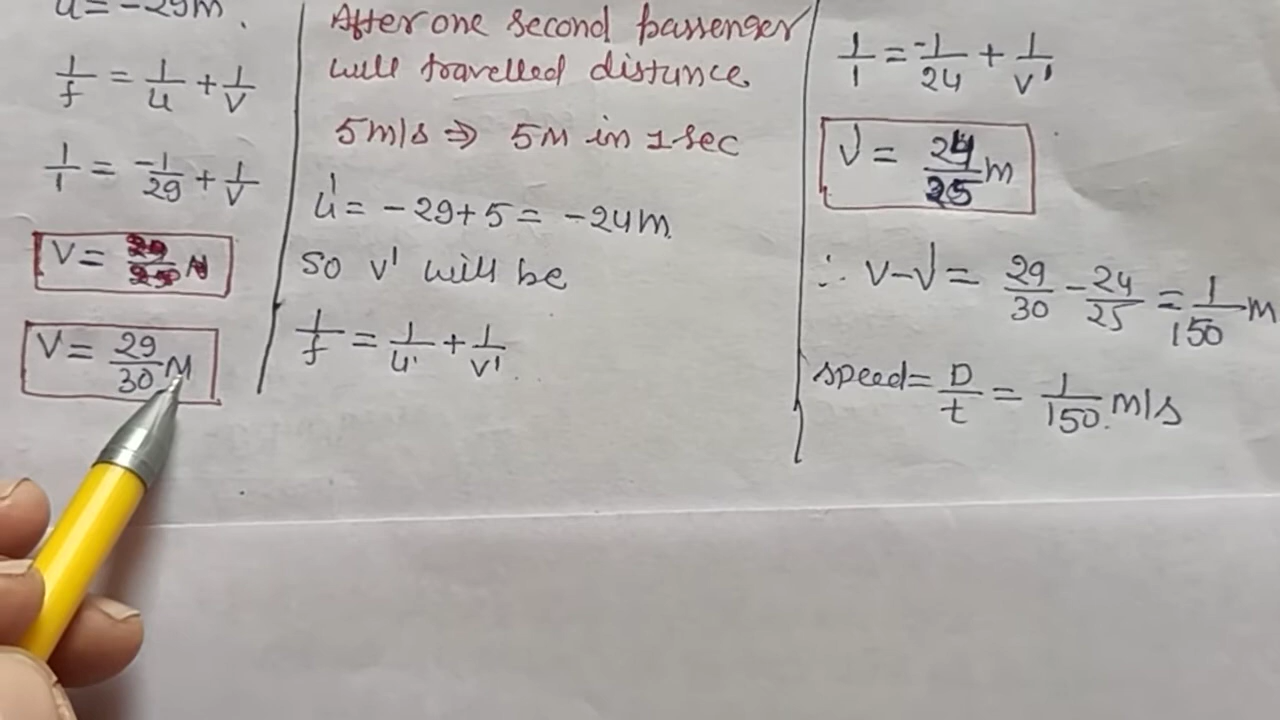 u = -29m.
1/f = 1/u + 1/v
1/1 = -1/29 + 1/v
V = 29/30 M
After one second passenger
will travelled distance.
5m/s ⇒ 5M in 1 sec
u' = -29+5 = -24m.
so v' will be
1/f = 1/u' + 1/v'
1/1 = -1/24 + 1/v'
V' = 24/25 m
∴ v-v' = 29/30 - 24/25 = 1/150 m
speed = D/t = 1/150 m/s